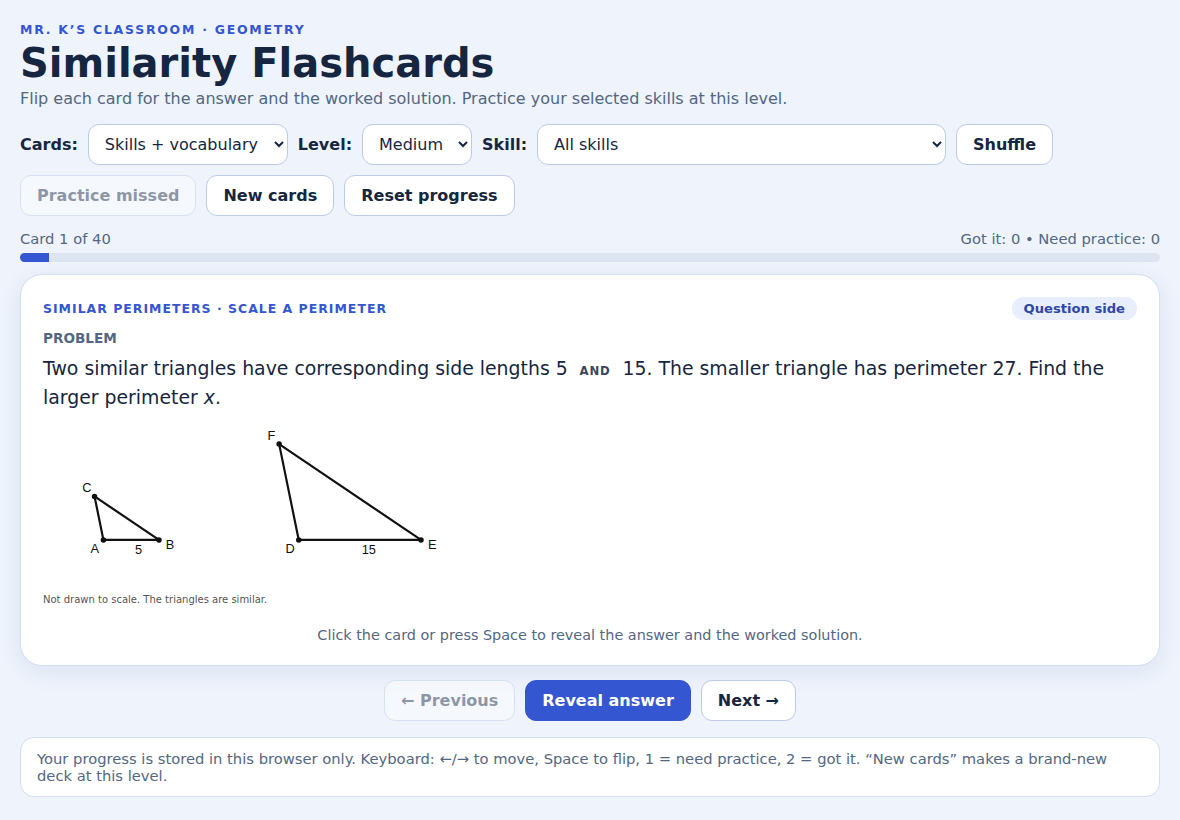 MR. K’S CLASSROOM · GEOMETRY
Similarity Flashcards
Flip each card for the answer and the worked solution. Practice your selected skills at this level.
Cards: Skills + vocabulary Level: Medium Skill: All skills Shuffle
Practice missed New cards Reset progress
Card 1 of 40 Got it: 0 • Need practice: 0
SIMILAR PERIMETERS · SCALE A PERIMETER Question side
PROBLEM
Two similar triangles have corresponding side lengths 5 AND 15. The smaller triangle has perimeter 27. Find the
larger perimeter x.
F
C
A 5 B D 15 E
Not drawn to scale. The triangles are similar.
Click the card or press Space to reveal the answer and the worked solution.
← Previous Reveal answer Next →
Your progress is stored in this browser only. Keyboard: ←/→ to move, Space to flip, 1 = need practice, 2 = got it. “New cards” makes a brand-new
deck at this level.